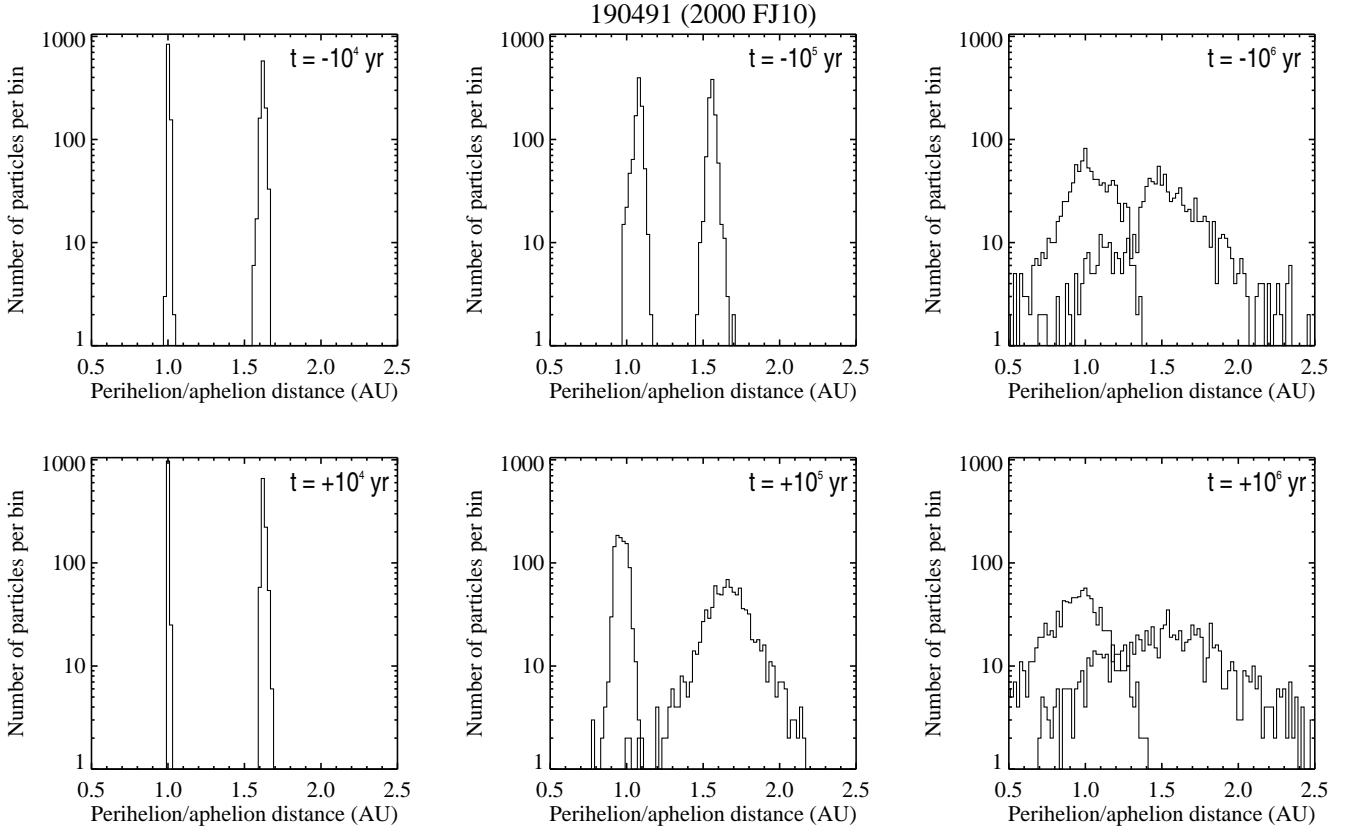 190491 (2000 FJ10)
t = -10⁴ yr
Number of particles per bin
1000
100
10
1
0.5 1.0 1.5 2.0 2.5
Perihelion/aphelion distance (AU)
t = -10⁵ yr
Number of particles per bin
1000
100
10
1
0.5 1.0 1.5 2.0 2.5
Perihelion/aphelion distance (AU)
t = -10⁶ yr
Number of particles per bin
1000
100
10
1
0.5 1.0 1.5 2.0 2.5
Perihelion/aphelion distance (AU)
t = +10⁴ yr
Number of particles per bin
1000
100
10
1
0.5 1.0 1.5 2.0 2.5
Perihelion/aphelion distance (AU)
t = +10⁵ yr
Number of particles per bin
1000
100
10
1
0.5 1.0 1.5 2.0 2.5
Perihelion/aphelion distance (AU)
t = +10⁶ yr
Number of particles per bin
1000
100
10
1
0.5 1.0 1.5 2.0 2.5
Perihelion/aphelion distance (AU)